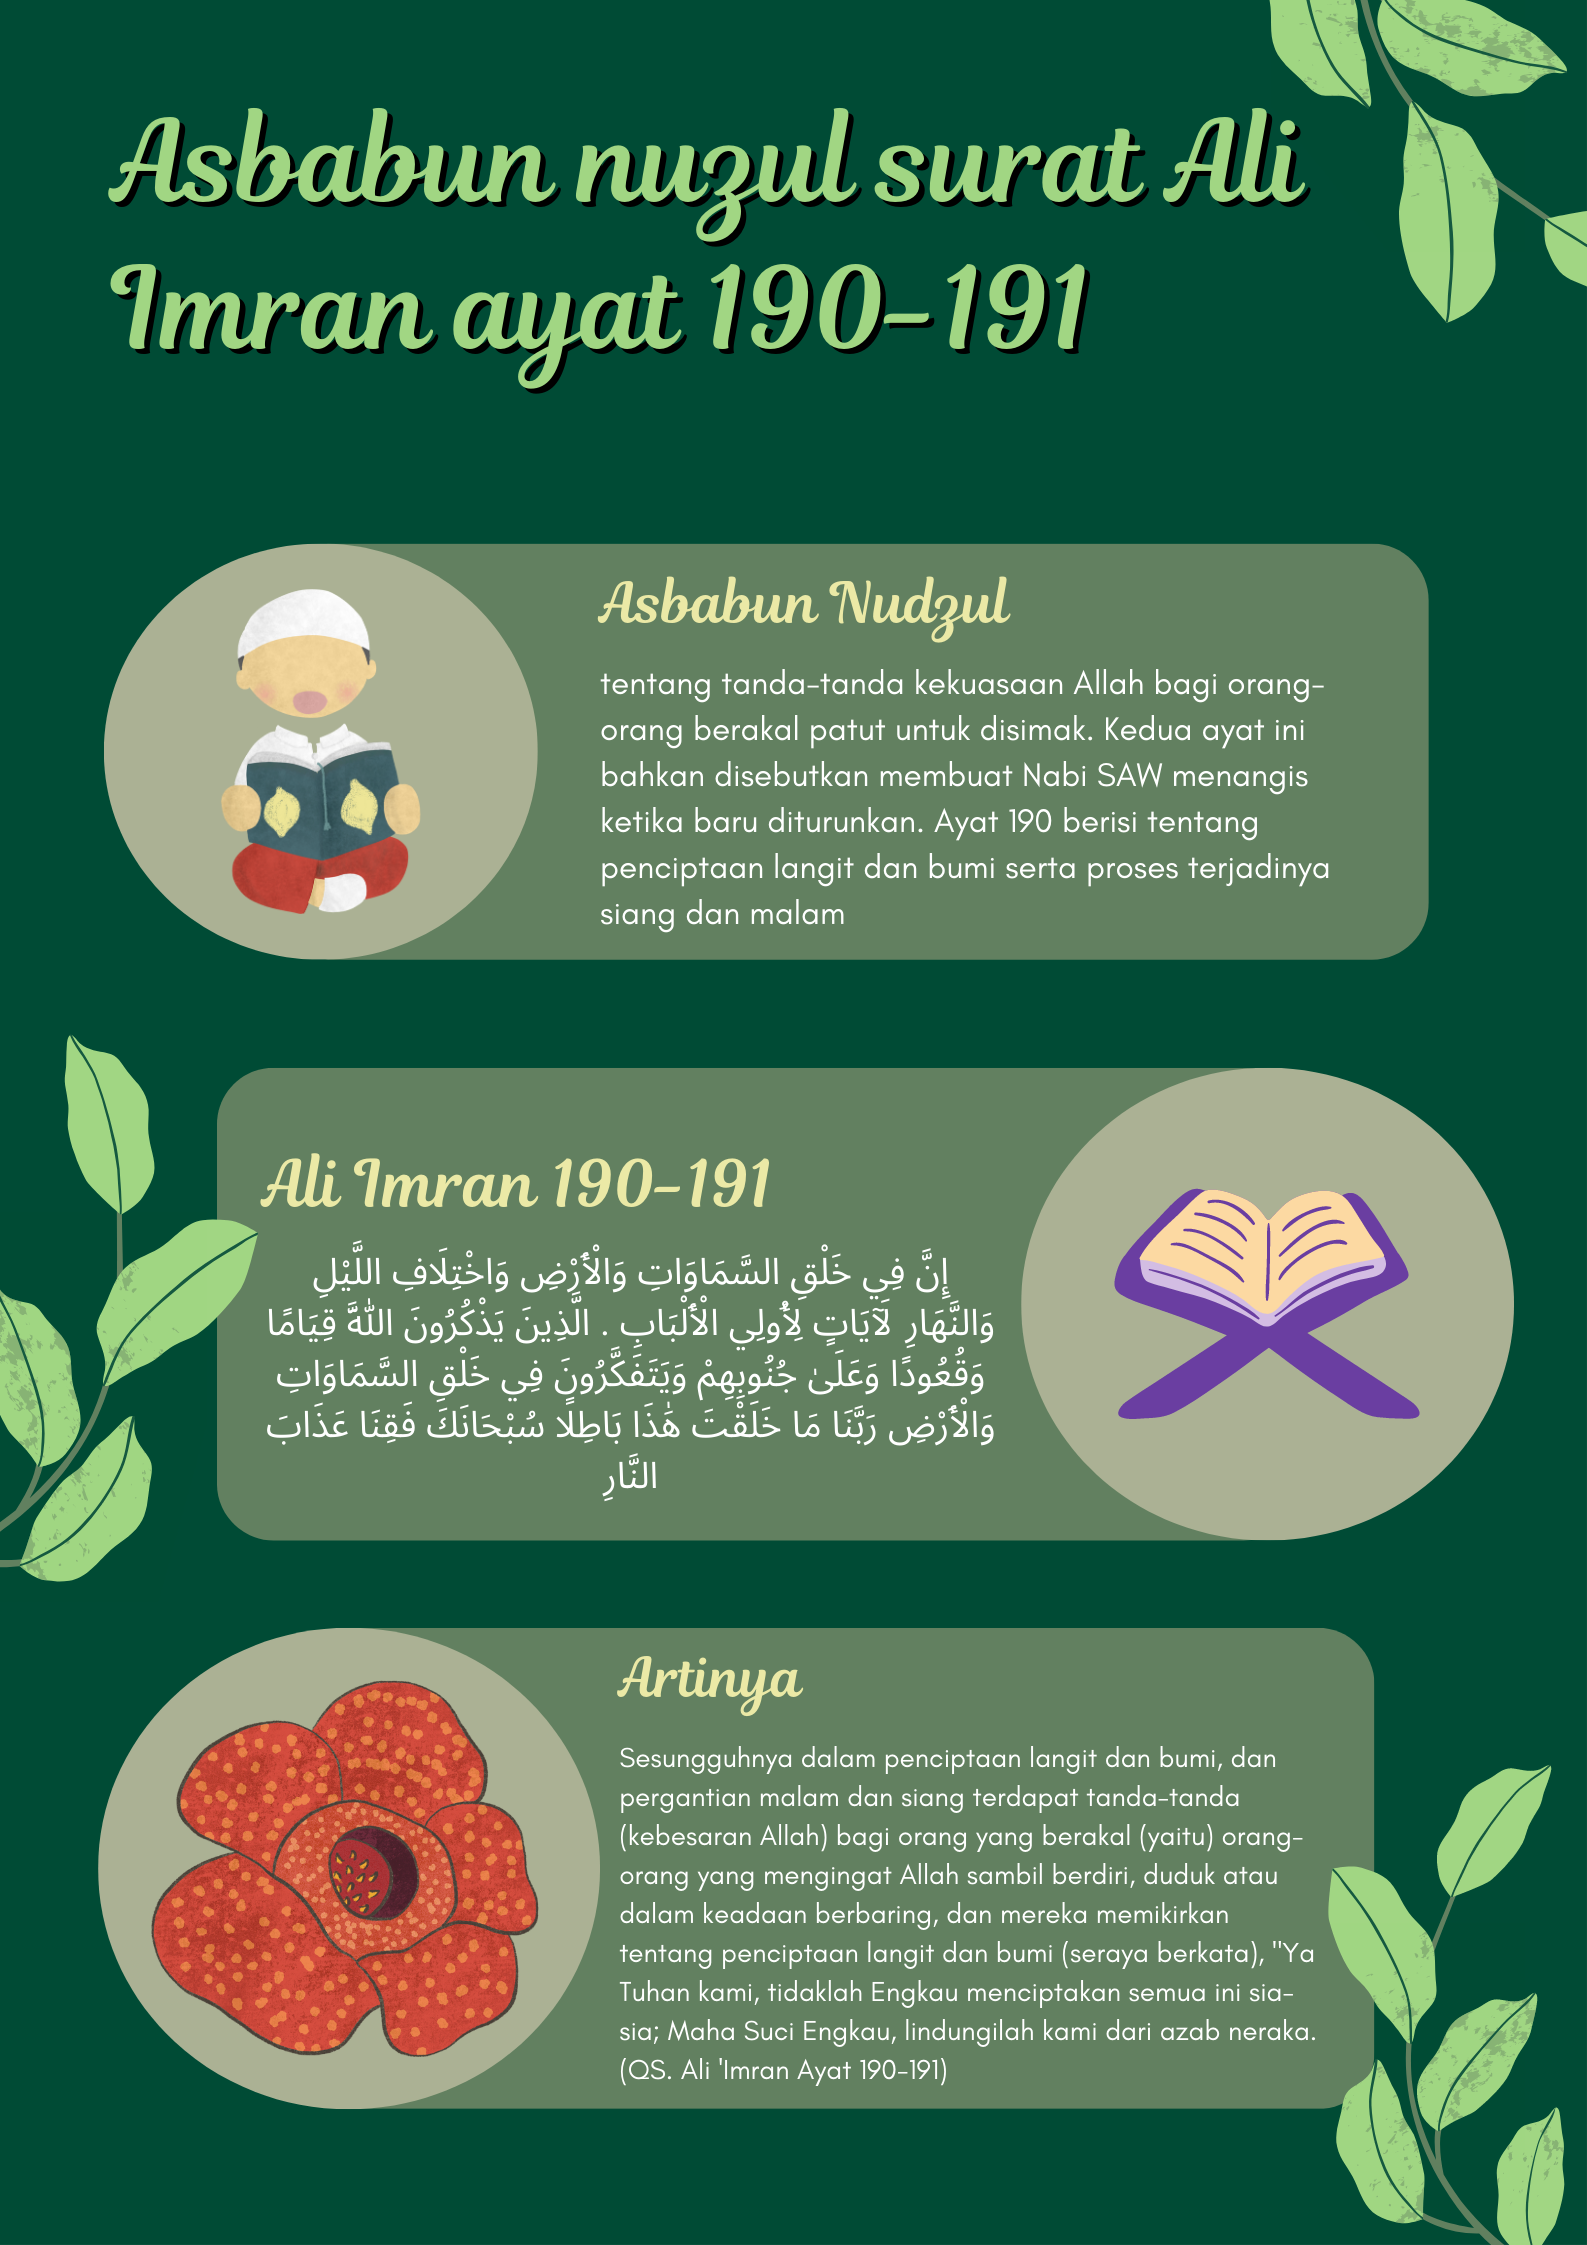 Asbabun nuzul surat Ali
Imran ayat 190-191
Asbabun Nudzul
tentang tanda-tanda kekuasaan Allah bagi orang-
orang berakal patut untuk disimak. Kedua ayat ini
bahkan disebutkan membuat Nabi SAW menangis
ketika baru diturunkan. Ayat 190 berisi tentang
penciptaan langit dan bumi serta proses terjadinya
siang dan malam
Ali Imran 190-191
إِنَّ فِي خَلْقِ السَّمَاوَاتِ وَالْأَرْضِ وَاخْتِلَافِ اللَّيْلِ
وَالنَّهَارِ لَآيَاتٍ لِأُولِي الْأَلْبَابِ . الَّذِينَ يَذْكُرُونَ اللَّهَ قِيَامًا
وَقُعُودًا وَعَلَىٰ جُنُوبِهِمْ وَيَتَفَكَّرُونَ فِي خَلْقِ السَّمَاوَاتِ
وَالْأَرْضِ رَبَّنَا مَا خَلَقْتَ هَٰذَا بَاطِلًا سُبْحَانَكَ فَقِنَا عَذَابَ
النَّارِ
Artinya
Sesungguhnya dalam penciptaan langit dan bumi, dan
pergantian malam dan siang terdapat tanda-tanda
(kebesaran Allah) bagi orang yang berakal (yaitu) orang-
orang yang mengingat Allah sambil berdiri, duduk atau
dalam keadaan berbaring, dan mereka memikirkan
tentang penciptaan langit dan bumi (seraya berkata), "Ya
Tuhan kami, tidaklah Engkau menciptakan semua ini sia-
sia; Maha Suci Engkau, lindungilah kami dari azab neraka.
(QS. Ali 'Imran Ayat 190-191)